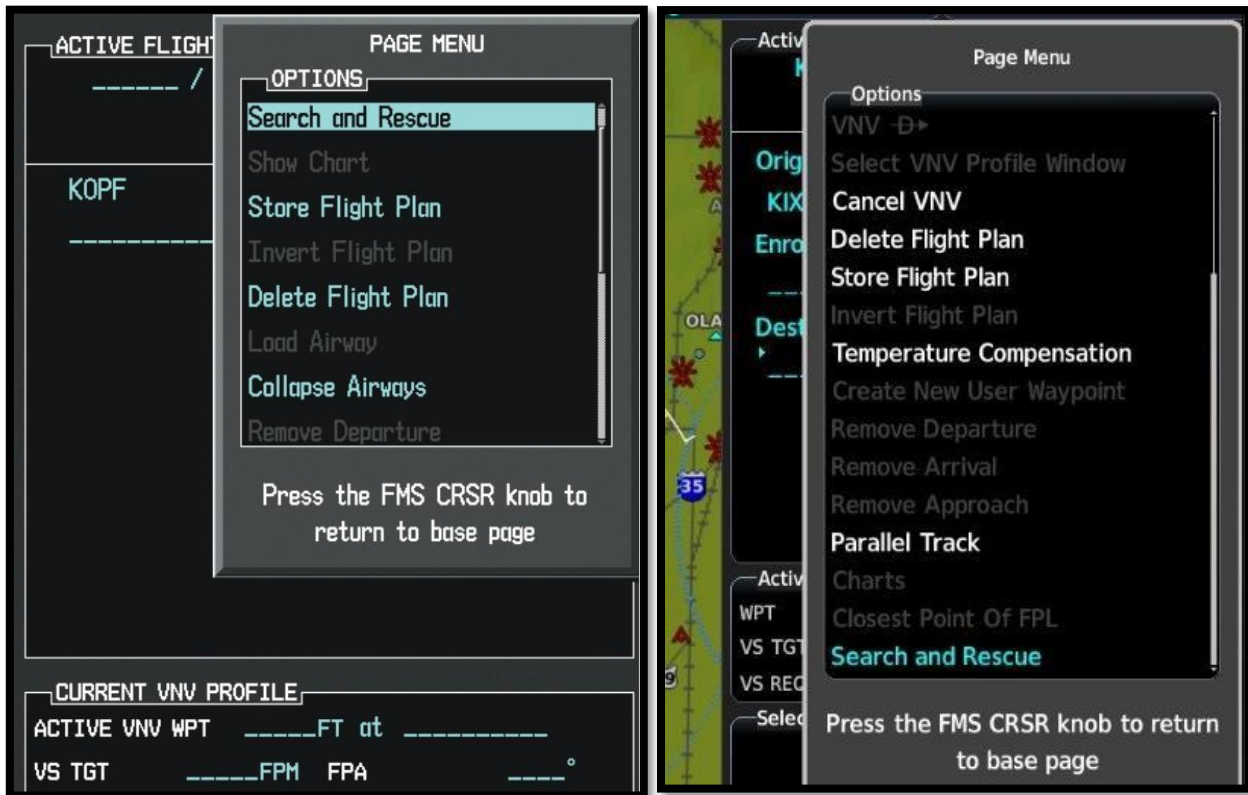 ACTIVE FLIGHT
______ /
KOPF
PAGE MENU
OPTIONS
Search and Rescue
Show Chart
Store Flight Plan
Invert Flight Plan
Delete Flight Plan
Load Airway
Collapse Airways
Remove Departure
Press the FMS CRSR knob to
return to base page
CURRENT VNV PROFILE
ACTIVE VNV WPT _____FT at __________
VS TGT _____FPM FPA ____°
Activ
Orig
KIX
Enro
Dest
OLA
35
Page Menu
Options
VNV D
Select VNV Profile Window
Cancel VNV
Delete Flight Plan
Store Flight Plan
Invert Flight Plan
Temperature Compensation
Create New User Waypoint
Remove Departure
Remove Arrival
Remove Approach
Parallel Track
Charts
Closest Point Of FPL
Search and Rescue
Press the FMS CRSR knob to return
to base page
Activ
WPT
VS TGT
VS REQ
Selec